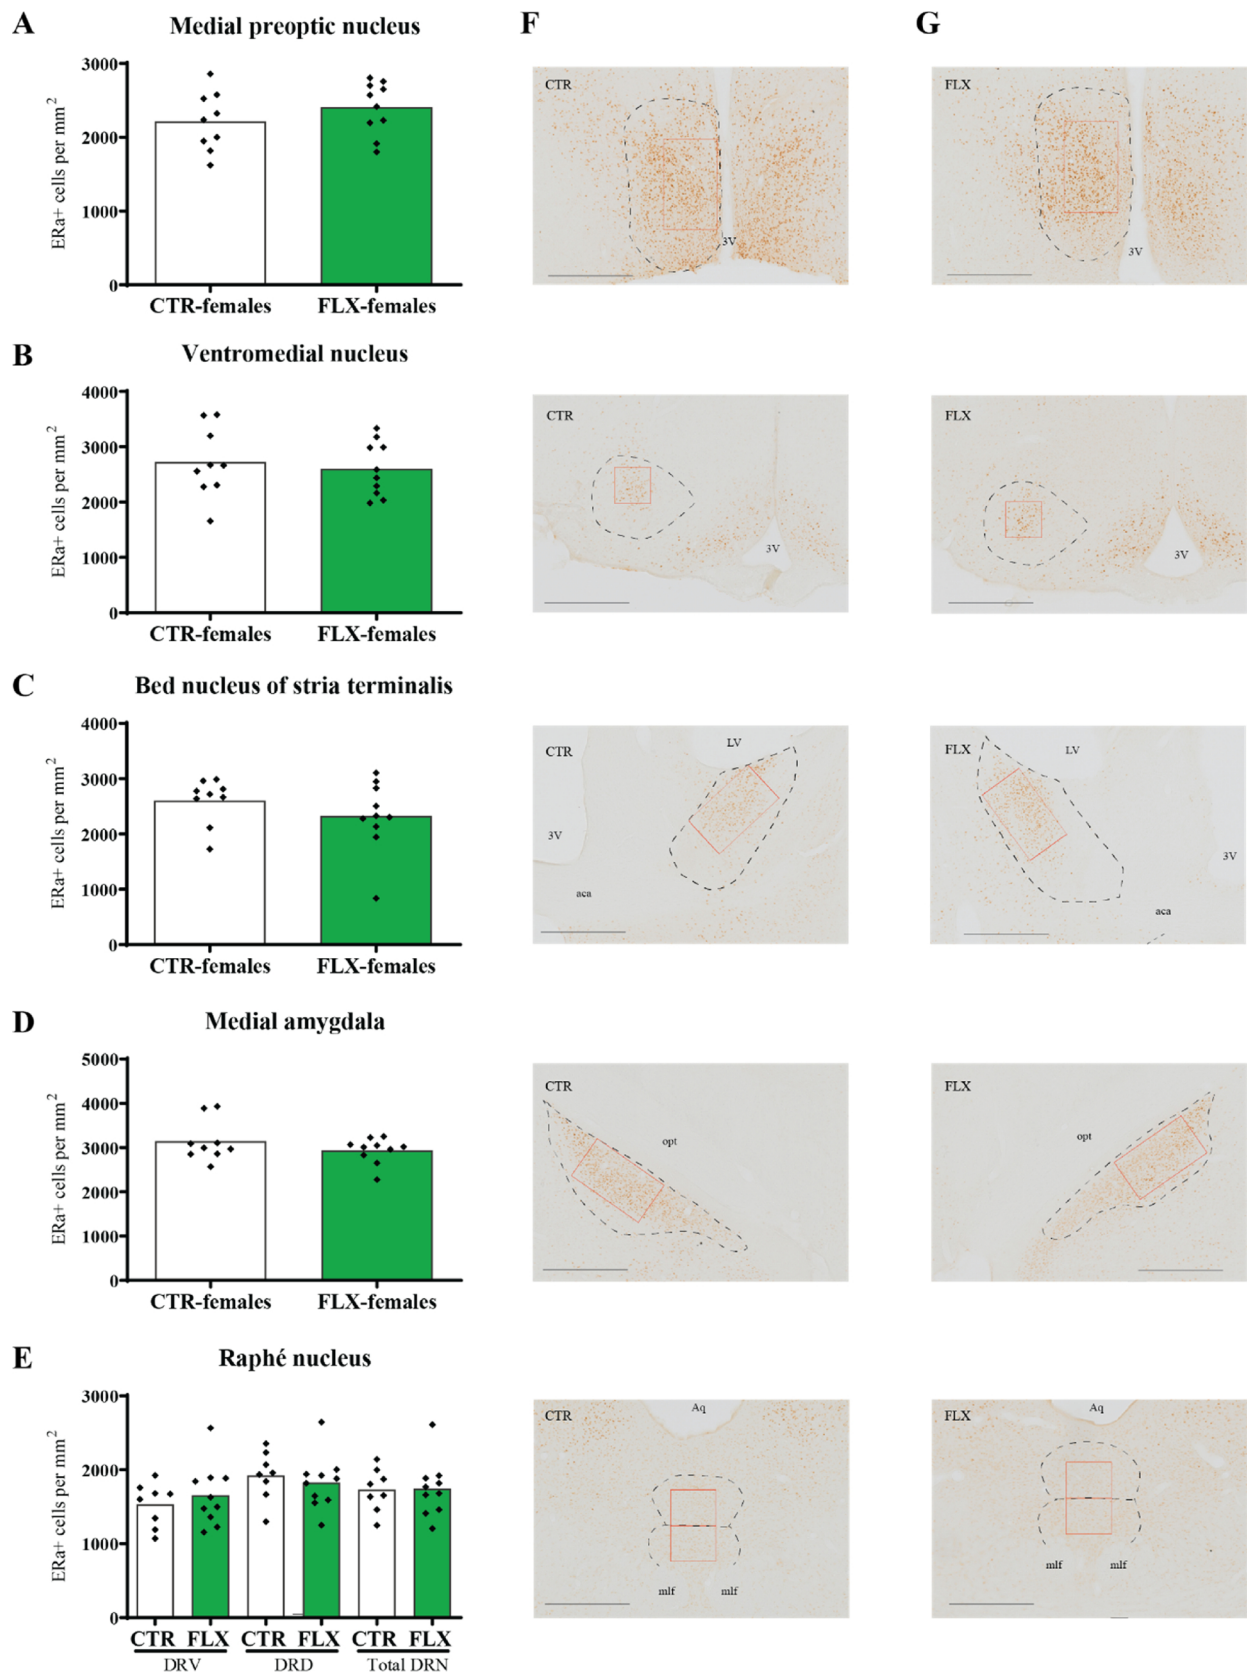 A
Medial preoptic nucleus
ERa+ cells per mm2
3000
2000
1000
0
CTR-females FLX-females
B
Ventromedial nucleus
ERa+ cells per mm2
4000
3000
2000
1000
0
CTR-females FLX-females
C
Bed nucleus of stria terminalis
ERa+ cells per mm2
4000
3000
2000
1000
0
CTR-females FLX-females
D
Medial amygdala
ERa+ cells per mm2
5000
4000
3000
2000
1000
0
CTR-females FLX-females
E
Raphé nucleus
ERa+ cells per mm2
3000
2000
1000
0
CTR FLX CTR FLX CTR FLX
DRV DRD Total DRN
F
CTR
3V
CTR
3V
CTR
LV
3V
aca
CTR
opt
CTR
Aq
mlf mlf
G
FLX
3V
FLX
3V
FLX
LV
3V
aca
FLX
opt
FLX
Aq
mlf mlf